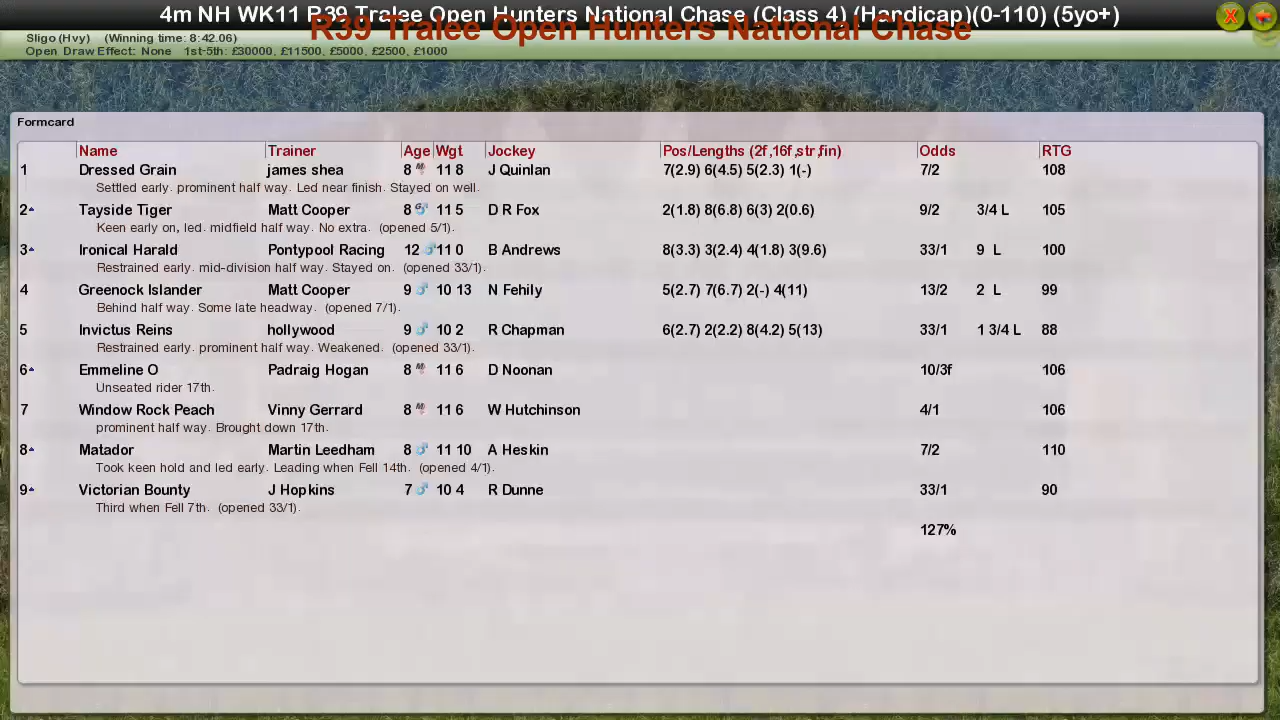 4m NH WK11 R39 Tralee Open Hunters National Chase (Class 4) (Handicap)(0-110) (5yo+)
R39 Tralee Open Hunters National Chase
Sligo (Hvy) (Winning time: 8:42.06)
Open Draw Effect: None 1st-5th: £30000, £11500, £5000, £2500, £1000
X
Formcard
Name Trainer Age Wgt Jockey Pos/Lengths (2f,16f,str,fin) Odds RTG
1 Dressed Grain james shea 8 11 8 J Quinlan 7(2.9) 6(4.5) 5(2.3) 1(-) 7/2 108
Settled early. prominent half way. Led near finish. Stayed on well.
2 Tayside Tiger Matt Cooper 8 11 5 D R Fox 2(1.8) 8(6.8) 6(3) 2(0.6) 9/2 3/4 L 105
Keen early on, led. midfield half way. No extra. (opened 5/1).
3 Ironical Harald Pontypool Racing 12 11 0 B Andrews 8(3.3) 3(2.4) 4(1.8) 3(9.6) 33/1 9 L 100
Restrained early. mid-division half way. Stayed on. (opened 33/1).
4 Greenock Islander Matt Cooper 9 10 13 N Fehily 5(2.7) 7(6.7) 2(-) 4(11) 13/2 2 L 99
Behind half way. Some late headway. (opened 7/1).
5 Invictus Reins hollywood 9 10 2 R Chapman 6(2.7) 2(2.2) 8(4.2) 5(13) 33/1 1 3/4 L 88
Restrained early. prominent half way. Weakened. (opened 33/1).
6 Emmeline O Padraig Hogan 8 11 6 D Noonan 10/3f 106
Unseated rider 17th.
7 Window Rock Peach Vinny Gerrard 8 11 6 W Hutchinson 4/1 106
prominent half way. Brought down 17th.
8 Matador Martin Leedham 8 11 10 A Heskin 7/2 110
Took keen hold and led early. Leading when Fell 14th. (opened 4/1).
9 Victorian Bounty J Hopkins 7 10 4 R Dunne 33/1 90
Third when Fell 7th. (opened 33/1).
127%